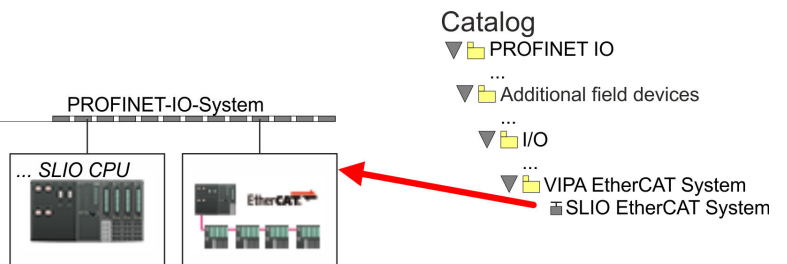 Catalog
PROFINET IO
...
Additional field devices
...
I/O
...
VIPA EtherCAT System
SLIO EtherCAT System
PROFINET-IO-System
... SLIO CPU
EtherCAT